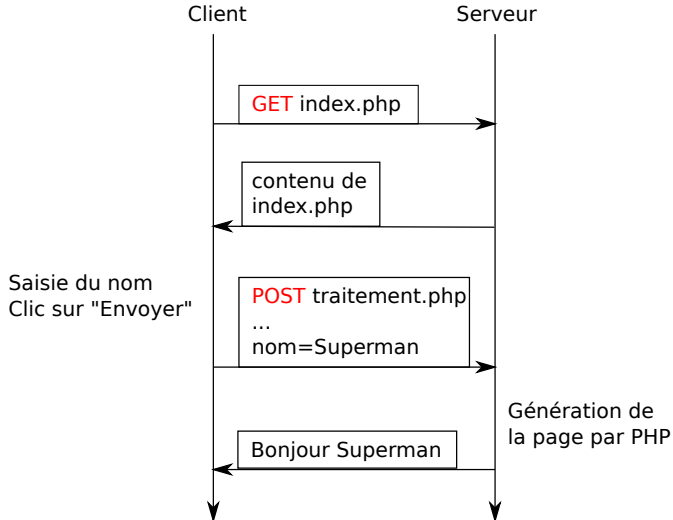 Client
Serveur
GET index.php
contenu de
index.php
Saisie du nom
Clic sur "Envoyer"
POST traitement.php
...
nom=Superman
Génération de
la page par PHP
Bonjour Superman